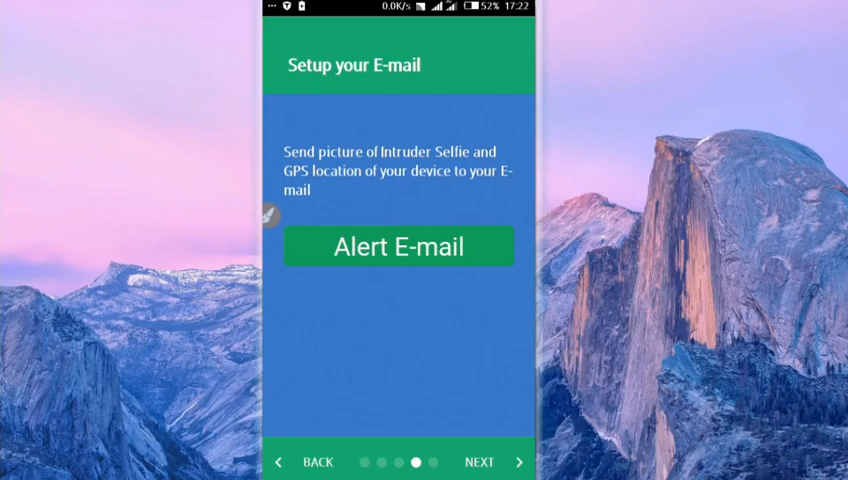 0.0K/s 52% 17:22
Setup your E-mail
Send picture of Intruder Selfie and
GPS location of your device to your E-
mail
Alert E-mail
BACK NEXT